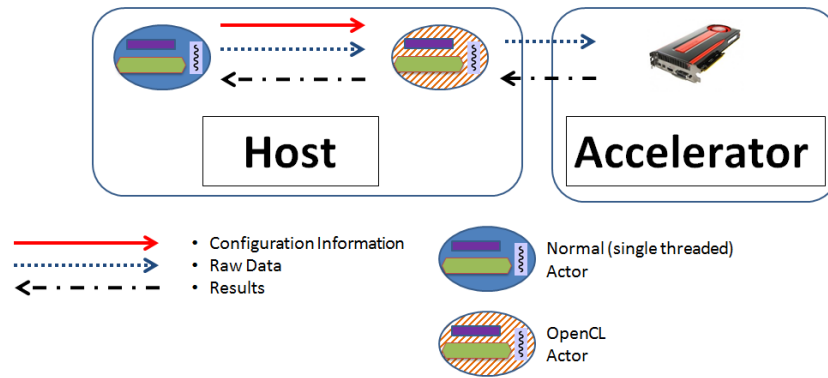 Host
Accelerator
• Configuration Information
• Raw Data
• Results
Normal (single threaded)
Actor
OpenCL
Actor